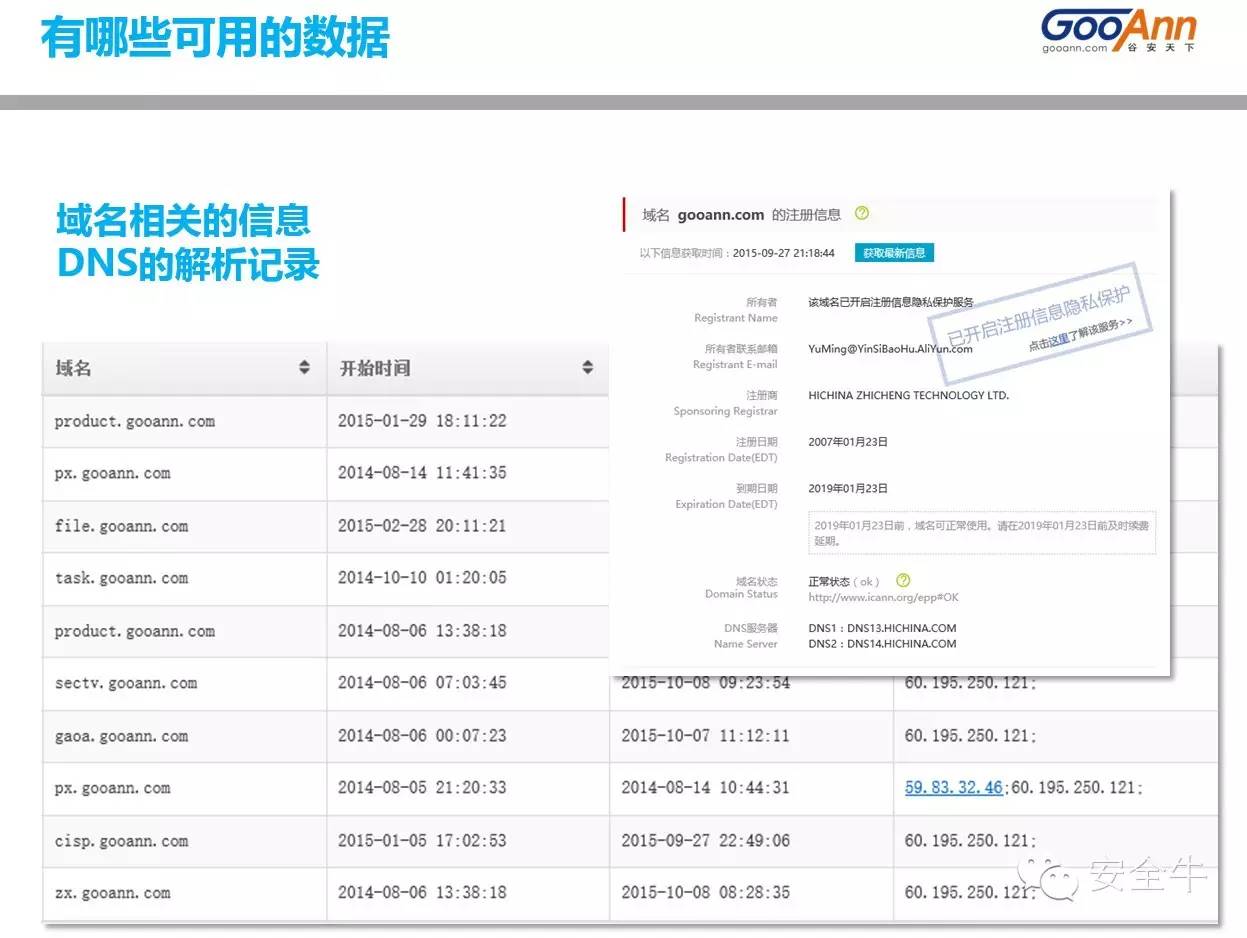 有哪些可用的数据
GooAnn
gooann.com 谷安天下
域名相关的信息
DNS的解析记录
域名 gooann.com 的注册信息
以下信息获取时间：2015-09-27 21:18:44 获取最新信息
所有者 该域名已开启注册信息隐私保护服务
Registrant Name
已开启注册信息隐私保护
点击这里了解该服务>>
所有者联系邮箱 YuMing@YinSiBaoHu.AliYun.com
Registrant E-mail
注册商 HICHINA ZHICHENG TECHNOLOGY LTD.
Sponsoring Registrar
注册日期 2007年01月23日
Registration Date(EDT)
到期日期 2019年01月23日
Expiration Date(EDT)
2019年01月23日前，域名可正常使用。请在2019年01月23日前及时续费
延期。
域名状态 正常状态（ok）
Domain Status http://www.icann.org/epp#OK
DNS服务器 DNS1：DNS13.HICHINA.COM
Name Server DNS2：DNS14.HICHINA.COM
域名 开始时间
product.gooann.com 2015-01-29 18:11:22
px.gooann.com 2014-08-14 11:41:35
file.gooann.com 2015-02-28 20:11:21
task.gooann.com 2014-10-10 01:20:05
product.gooann.com 2014-08-06 13:38:18
sectv.gooann.com 2014-08-06 07:03:45 2015-10-08 09:23:54 60.195.250.121;
gaoa.gooann.com 2014-08-06 00:07:23 2015-10-07 11:12:11 60.195.250.121;
px.gooann.com 2014-08-05 21:20:33 2014-08-14 10:44:31 59.83.32.46;60.195.250.121;
cisp.gooann.com 2015-01-05 17:02:53 2015-09-27 22:49:06 60.195.250.121;
zx.gooann.com 2014-08-06 13:38:18 2015-10-08 08:28:35 60.195.250.121;
安全牛